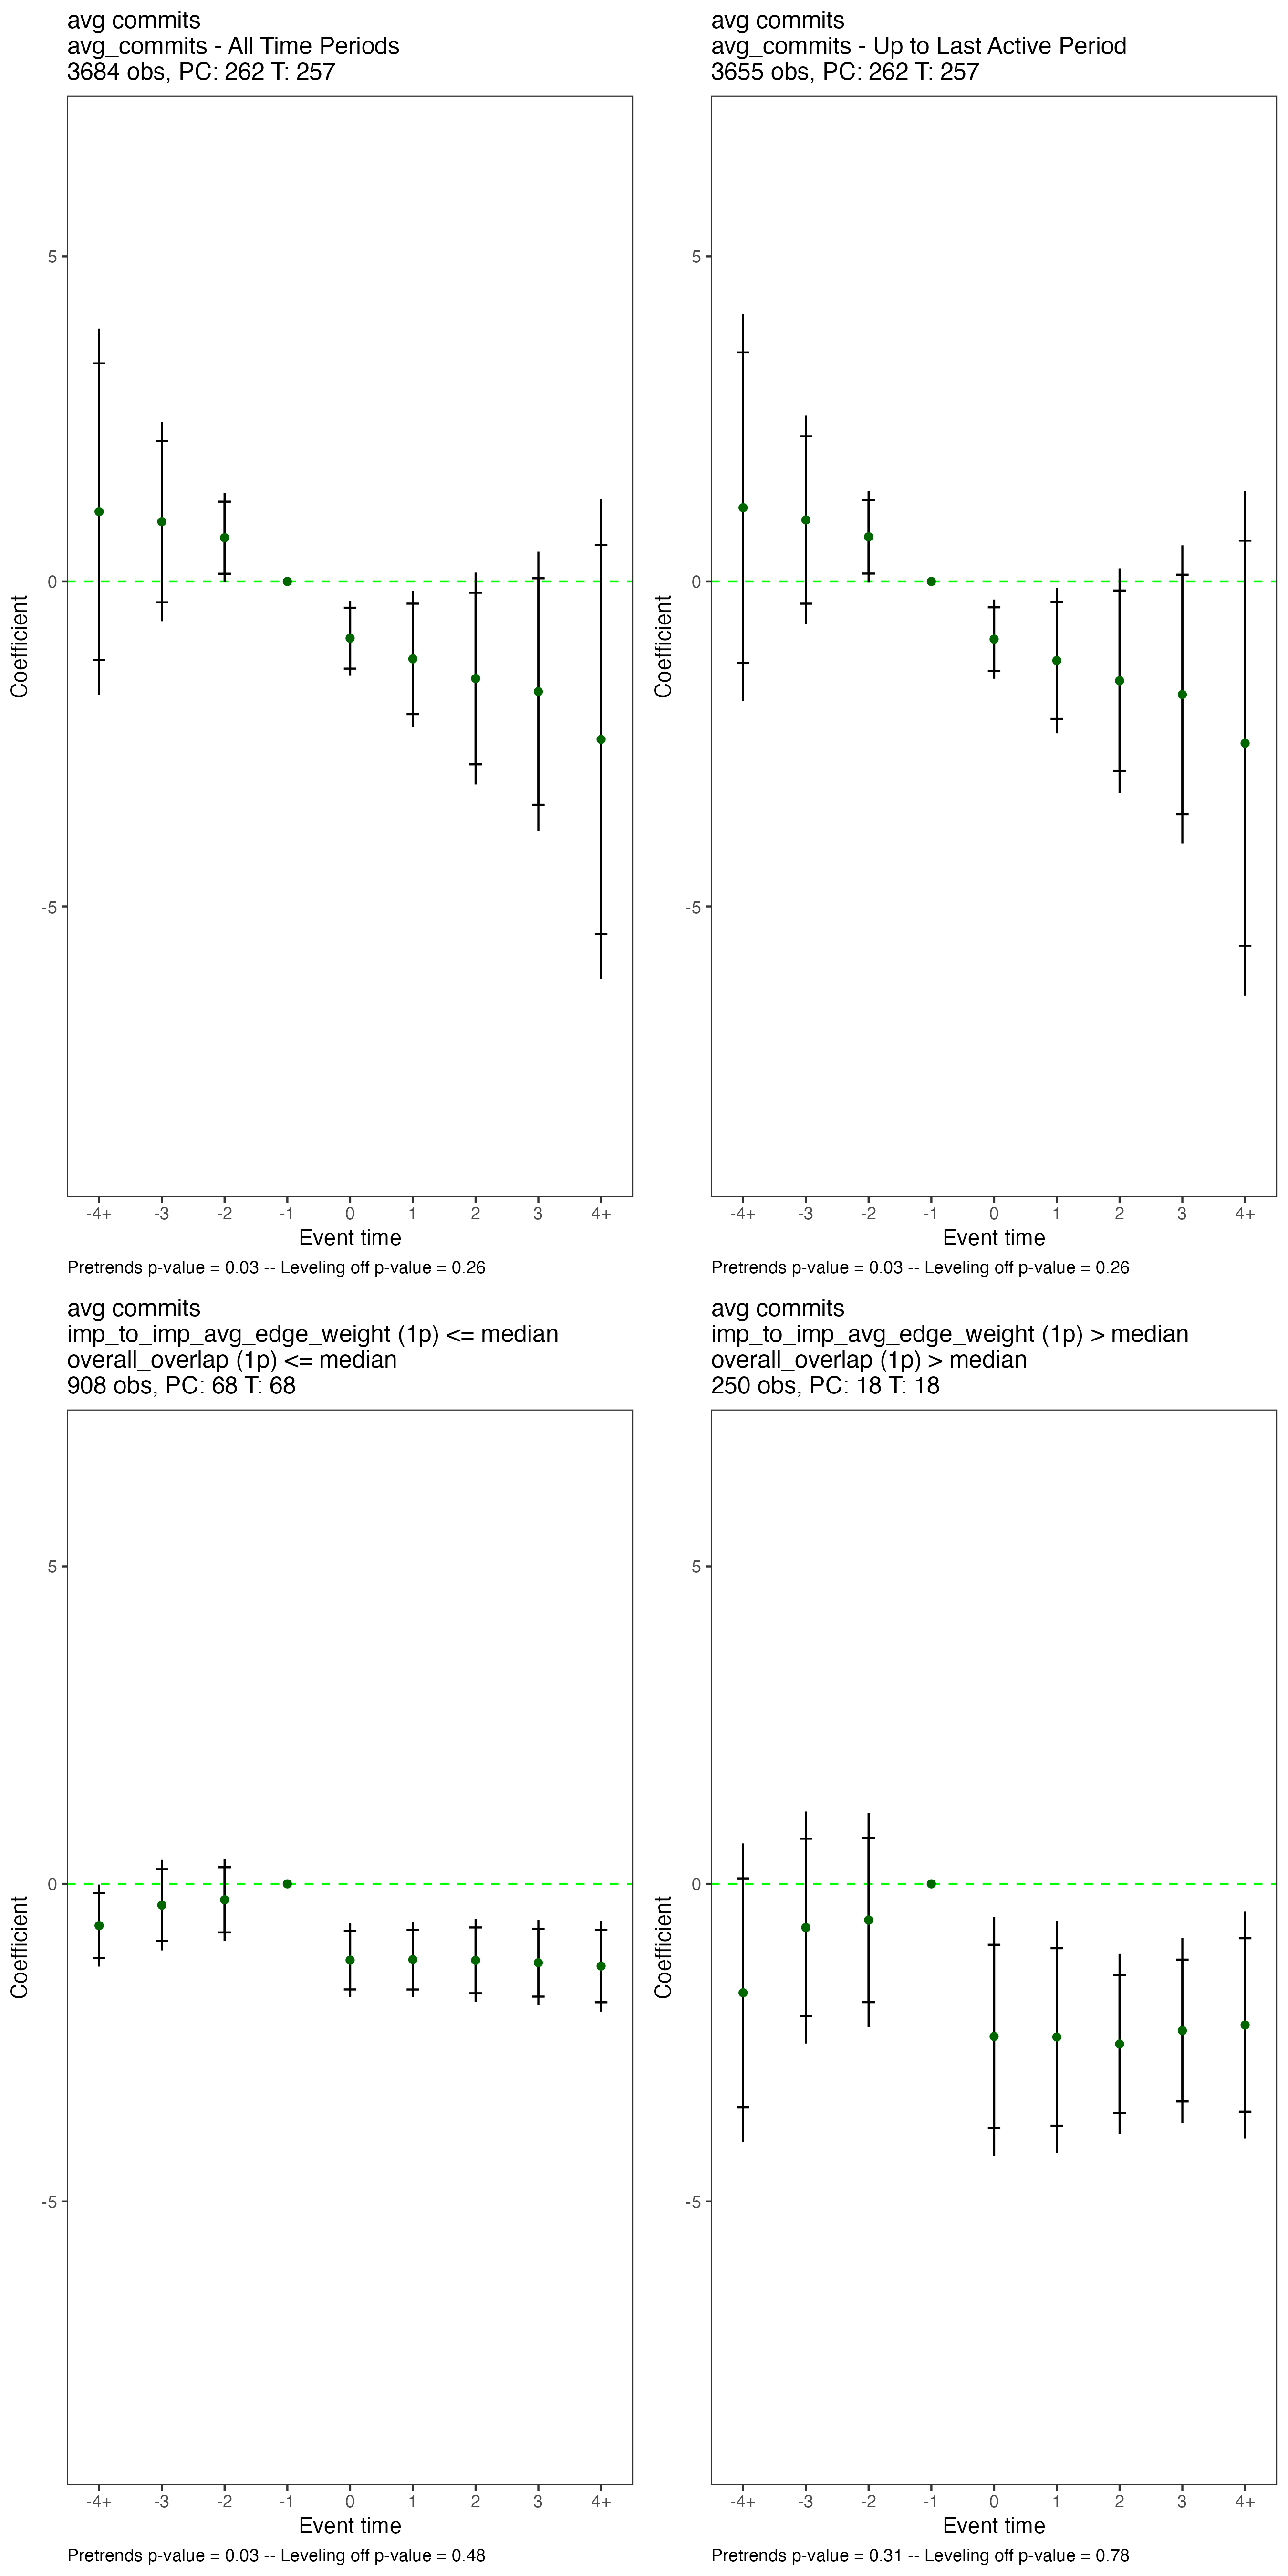 avg commits
avg_commits - All Time Periods
3684 obs, PC: 262 T: 257
5
0
-5
Coefficient
-4+ -3 -2 -1 0 1 2 3 4+
Event time
Pretrends p-value = 0.03 -- Leveling off p-value = 0.26
avg commits
avg_commits - Up to Last Active Period
3655 obs, PC: 262 T: 257
5
0
-5
Coefficient
-4+ -3 -2 -1 0 1 2 3 4+
Event time
Pretrends p-value = 0.03 -- Leveling off p-value = 0.26
avg commits
imp_to_imp_avg_edge_weight (1p) <= median
overall_overlap (1p) <= median
908 obs, PC: 68 T: 68
5
0
-5
Coefficient
-4+ -3 -2 -1 0 1 2 3 4+
Event time
Pretrends p-value = 0.03 -- Leveling off p-value = 0.48
avg commits
imp_to_imp_avg_edge_weight (1p) > median
overall_overlap (1p) > median
250 obs, PC: 18 T: 18
5
0
-5
Coefficient
-4+ -3 -2 -1 0 1 2 3 4+
Event time
Pretrends p-value = 0.31 -- Leveling off p-value = 0.78